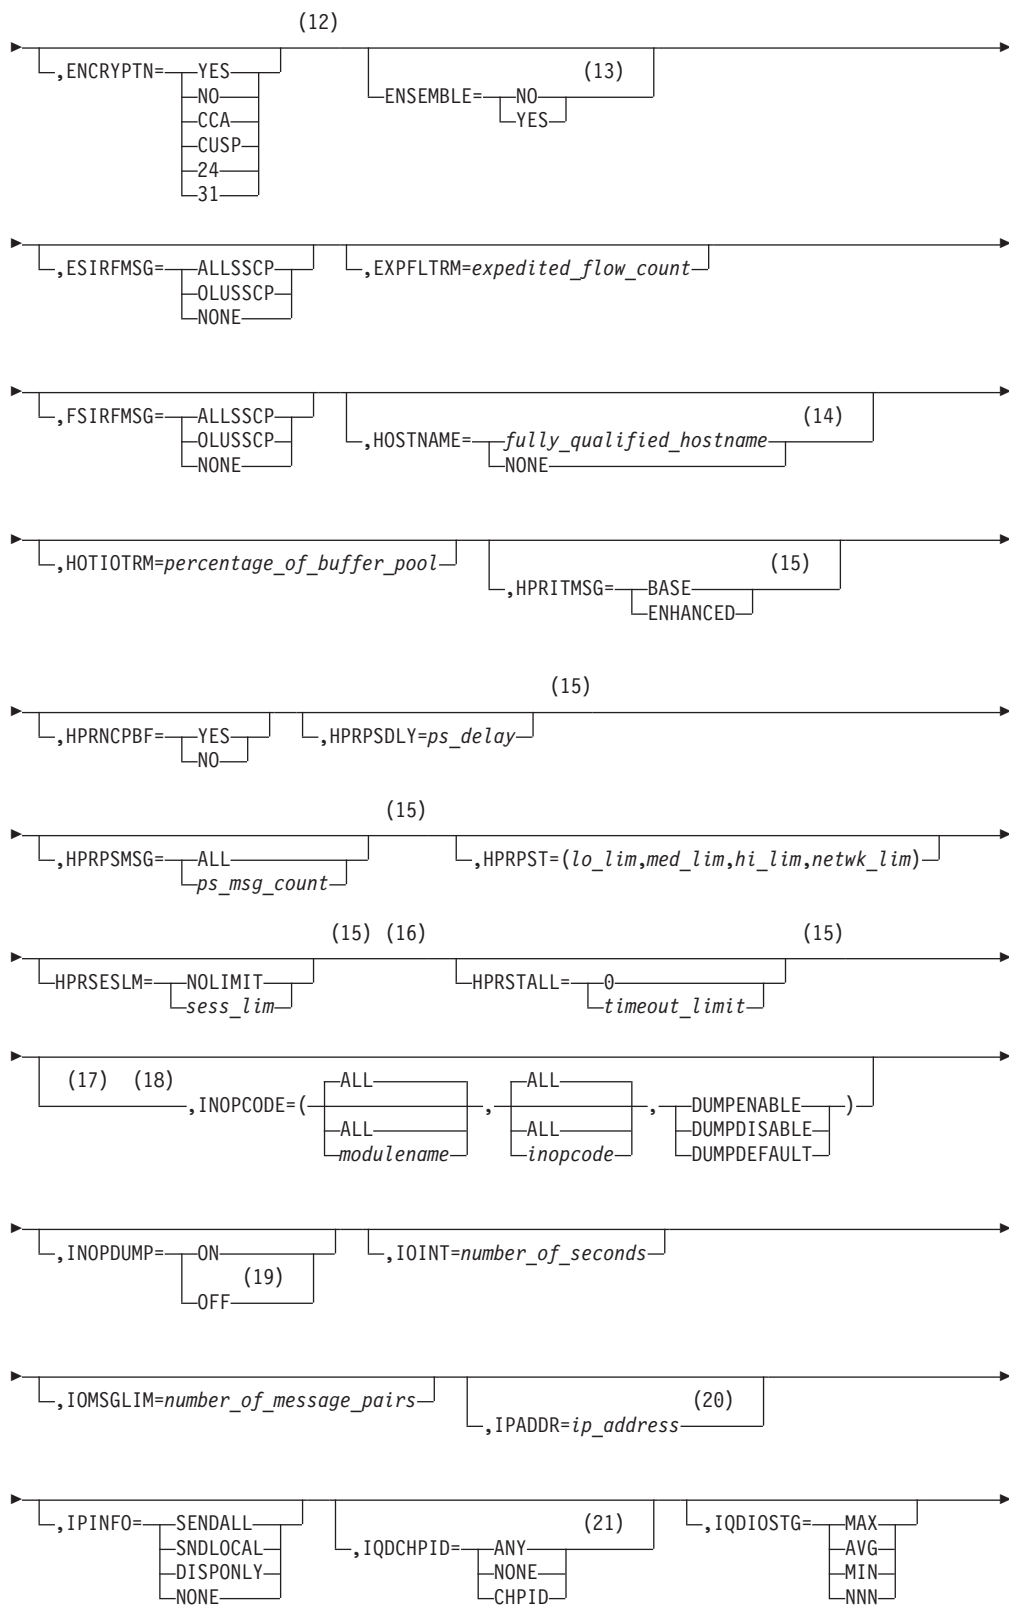 (12)
,ENCRYPTN= YES (13)
NO ENSEMBLE= NO
CCA YES
CUSP
24
31
,ESIRFMSG= ALLSSCP ,EXPFLTRM=expedited_flow_count
OLUSSCP
NONE
,FSIRFMSG= ALLSSCP (14)
OLUSSCP ,HOSTNAME= fully_qualified_hostname
NONE NONE
,HOTIOTRM=percentage_of_buffer_pool (15)
,HPRITMSG= BASE
ENHANCED
(15)
,HPRNCPBF= YES ,HPRPSDLY=ps_delay
NO
(15)
,HPRPSMSG= ALL ,HPRPST=(lo_lim,med_lim,hi_lim,netwk_lim)
ps_msg_count
(15) (16) (15)
HPRSESLM= NOLIMIT HPRSTALL= 0
sess_lim timeout_limit
(17) (18) ALL ALL
,INOPCODE=( , , DUMPENABLE )
ALL ALL DUMPDISABLE
modulename inopcode DUMPDEFAULT
,INOPDUMP= ON ,IOINT=number_of_seconds
(19)
OFF
,IOMSGLIM=number_of_message_pairs (20)
,IPADDR=ip_address
,IPINFO= SENDALL (21) ,IQDIOSTG= MAX
SNDLOCAL ,IQDCHPID= ANY AVG
DISPONLY NONE MIN
NONE CHPID NNN